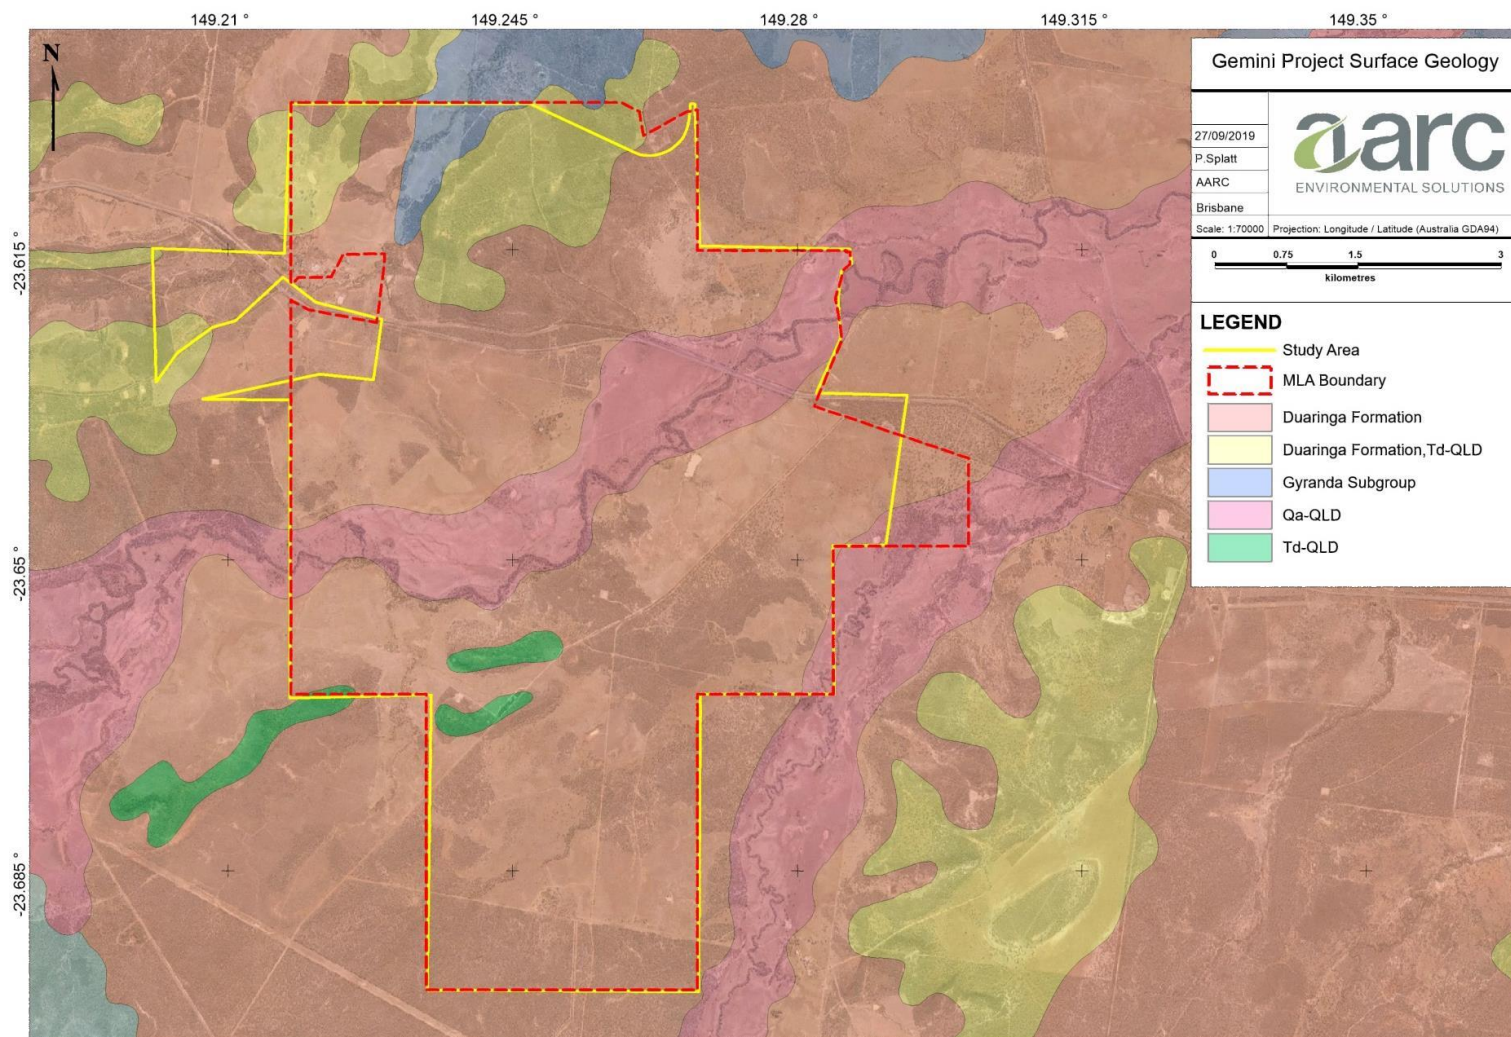 149.21 °
149.245 °
149.28 °
149.315 °
149.35 °
N
Gemini Project Surface Geology
27/09/2019
P.Splatt
AARC
Brisbane
aarc
ENVIRONMENTAL SOLUTIONS
Scale: 1:70000
Projection: Longitude / Latitude (Australia GDA94)
0 0.75 1.5 3
kilometres
LEGEND
Study Area
MLA Boundary
Duaringa Formation
Duaringa Formation,Td-QLD
Gyranda Subgroup
Qa-QLD
Td-QLD
-23.615 °
-23.65 °
-23.685 °